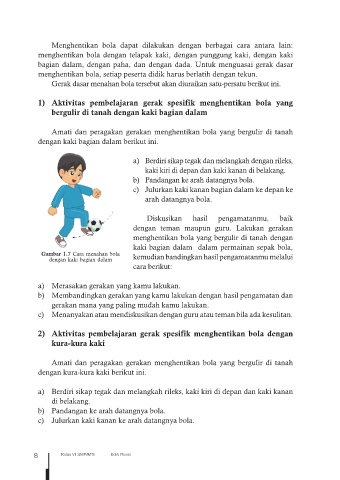 Menghentikan bola dapat dilakukan dengan berbagai cara antara lain:
menghentikan bola dengan telapak kaki, dengan punggung kaki, dengan kaki
bagian dalam, dengan paha, dan dengan dada. Untuk menguasai gerak dasar
menghentikan bola, setiap peserta didik harus berlatih dengan tekun.
Gerak dasar menahan bola tersebut akan diuraikan satu-persatu berikut ini.
1) Aktivitas pembelajaran gerak spesifik menghentikan bola yang
bergulir di tanah dengan kaki bagian dalam
Amati dan peragakan gerakan menghentikan bola yang bergulir di tanah
dengan kaki bagian dalam berikut ini.
a) Berdiri sikap tegak dan melangkah dengan rileks,
kaki kiri di depan dan kaki kanan di belakang.
b) Pandangan ke arah datangnya bola.
c) Julurkan kaki kanan bagian dalam ke depan ke
arah datangnya bola.
Diskusikan hasil pengamatanmu, baik
dengan teman maupun guru. Lakukan gerakan
menghentikan bola yang bergulir di tanah dengan
kaki bagian dalam dalam permainan sepak bola,
kemudian bandingkan hasil pengamatanmu melalui
cara berikut:
Gambar 1.7 Cara menahan bola
dengan kaki bagian dalam
a) Merasakan gerakan yang kamu lakukan.
b) Membandingkan gerakan yang kamu lakukan dengan hasil pengamatan dan
gerakan mana yang paling mudah kamu lakukan.
c) Menanyakan atau mendiskusikan dengan guru atau teman bila ada kesulitan.
2) Aktivitas pembelajaran gerak spesifik menghentikan bola dengan
kura-kura kaki
Amati dan peragakan gerakan menghentikan bola yang bergulir di tanah
dengan kura-kura kaki berikut ini.
a) Berdiri sikap tegak dan melangkah rileks, kaki kiri di depan dan kaki kanan
di belakang.
b) Pandangan ke arah datangnya bola.
c) Julurkan kaki kanan ke arah datangnya bola.
8 Kelas VII SMP/MTs